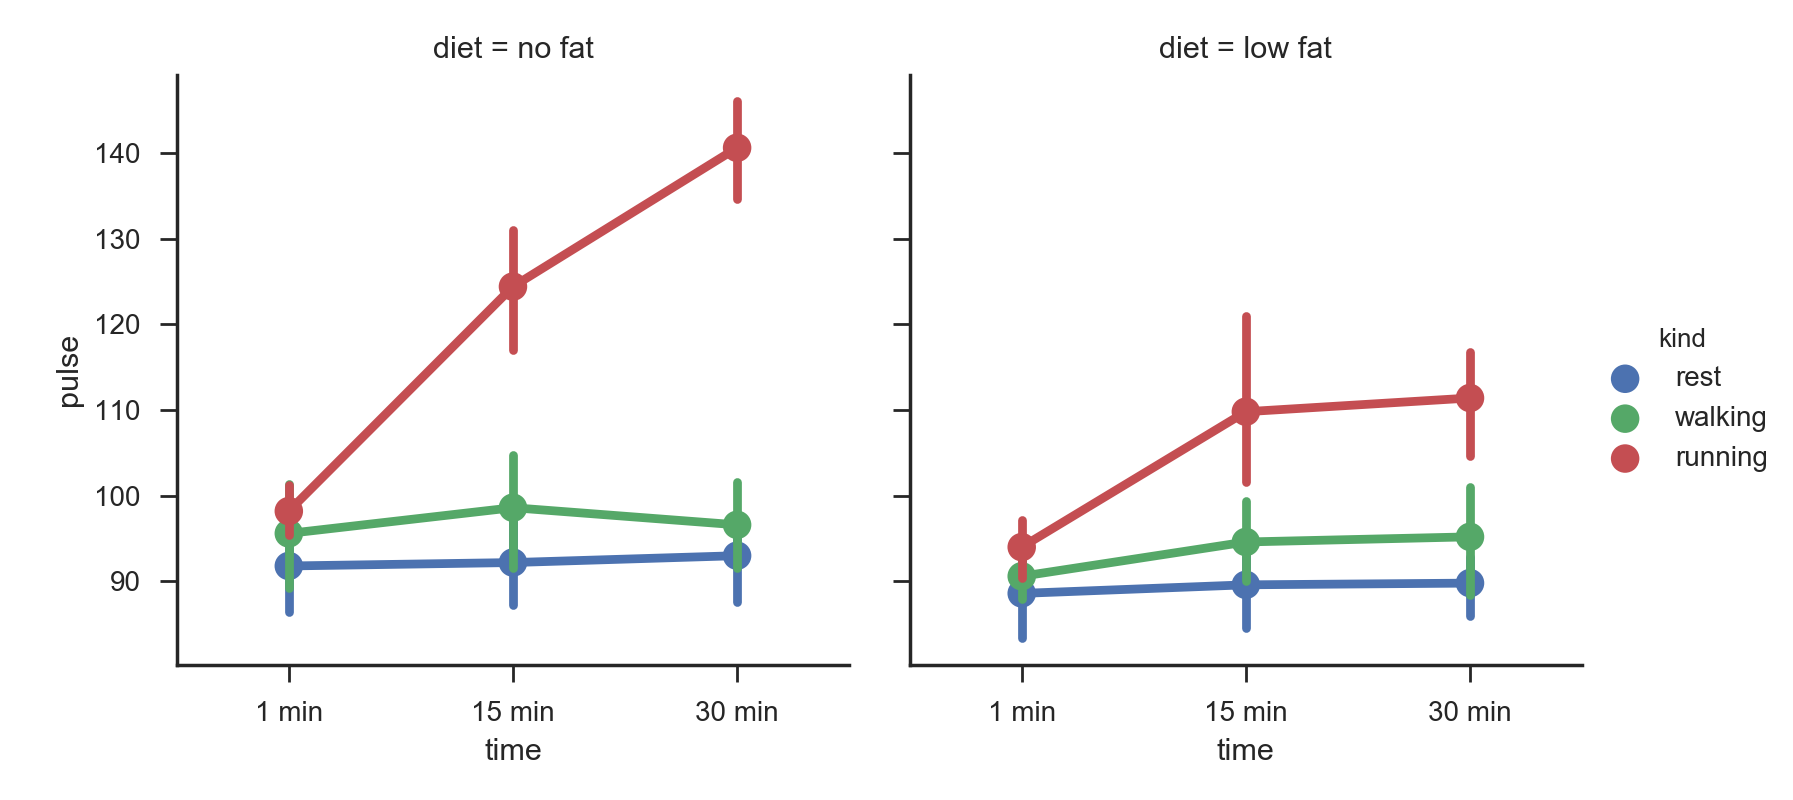 diet = no fat
diet = low fat
pulse
140
130
120
110
100
90
1 min
15 min
30 min
time
1 min
15 min
30 min
time
kind
rest
walking
running